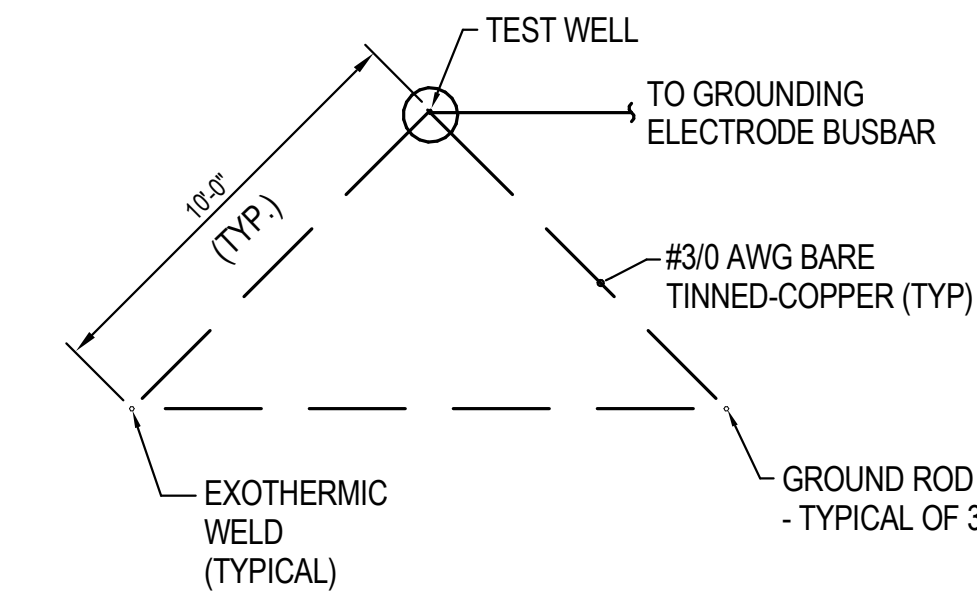 TEST WELL
TO GROUNDING
ELECTRODE BUSBAR
10'-0"
(TYP.)
#3/0 AWG BARE
TINNED-COPPER (TYP)
EXOTHERMIC
WELD
(TYPICAL)
GROUND ROD
- TYPICAL OF 3